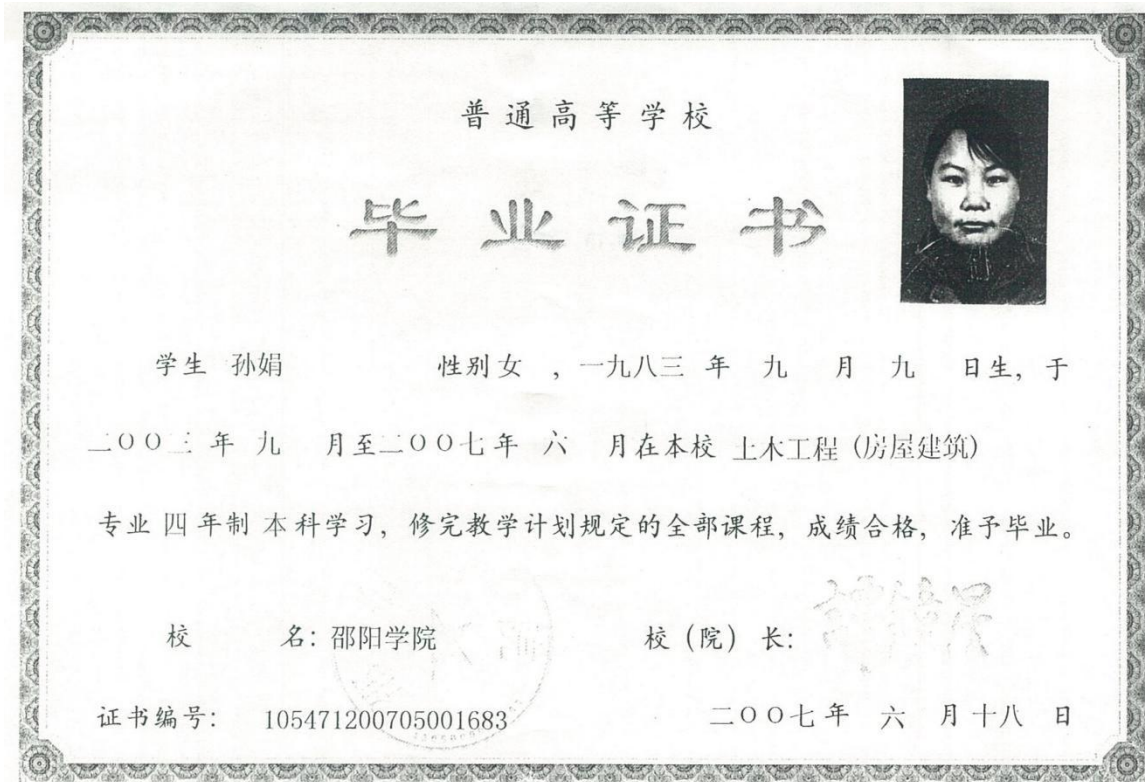 普通高等学校
毕业证书
学生 孙娟 性别 女 ，一九八三 年 九 月 九 日生，于
二〇〇三 年 九 月至二〇〇七年 六 月在本校 土木工程 (房屋建筑)
专业 四 年制 本 科学习，修完教学计划规定的全部课程，成绩合格，准予毕业。
校 名：邵阳学院 校（院）长：
证书编号： 105471200705001683 二〇〇七年 六 月十八 日